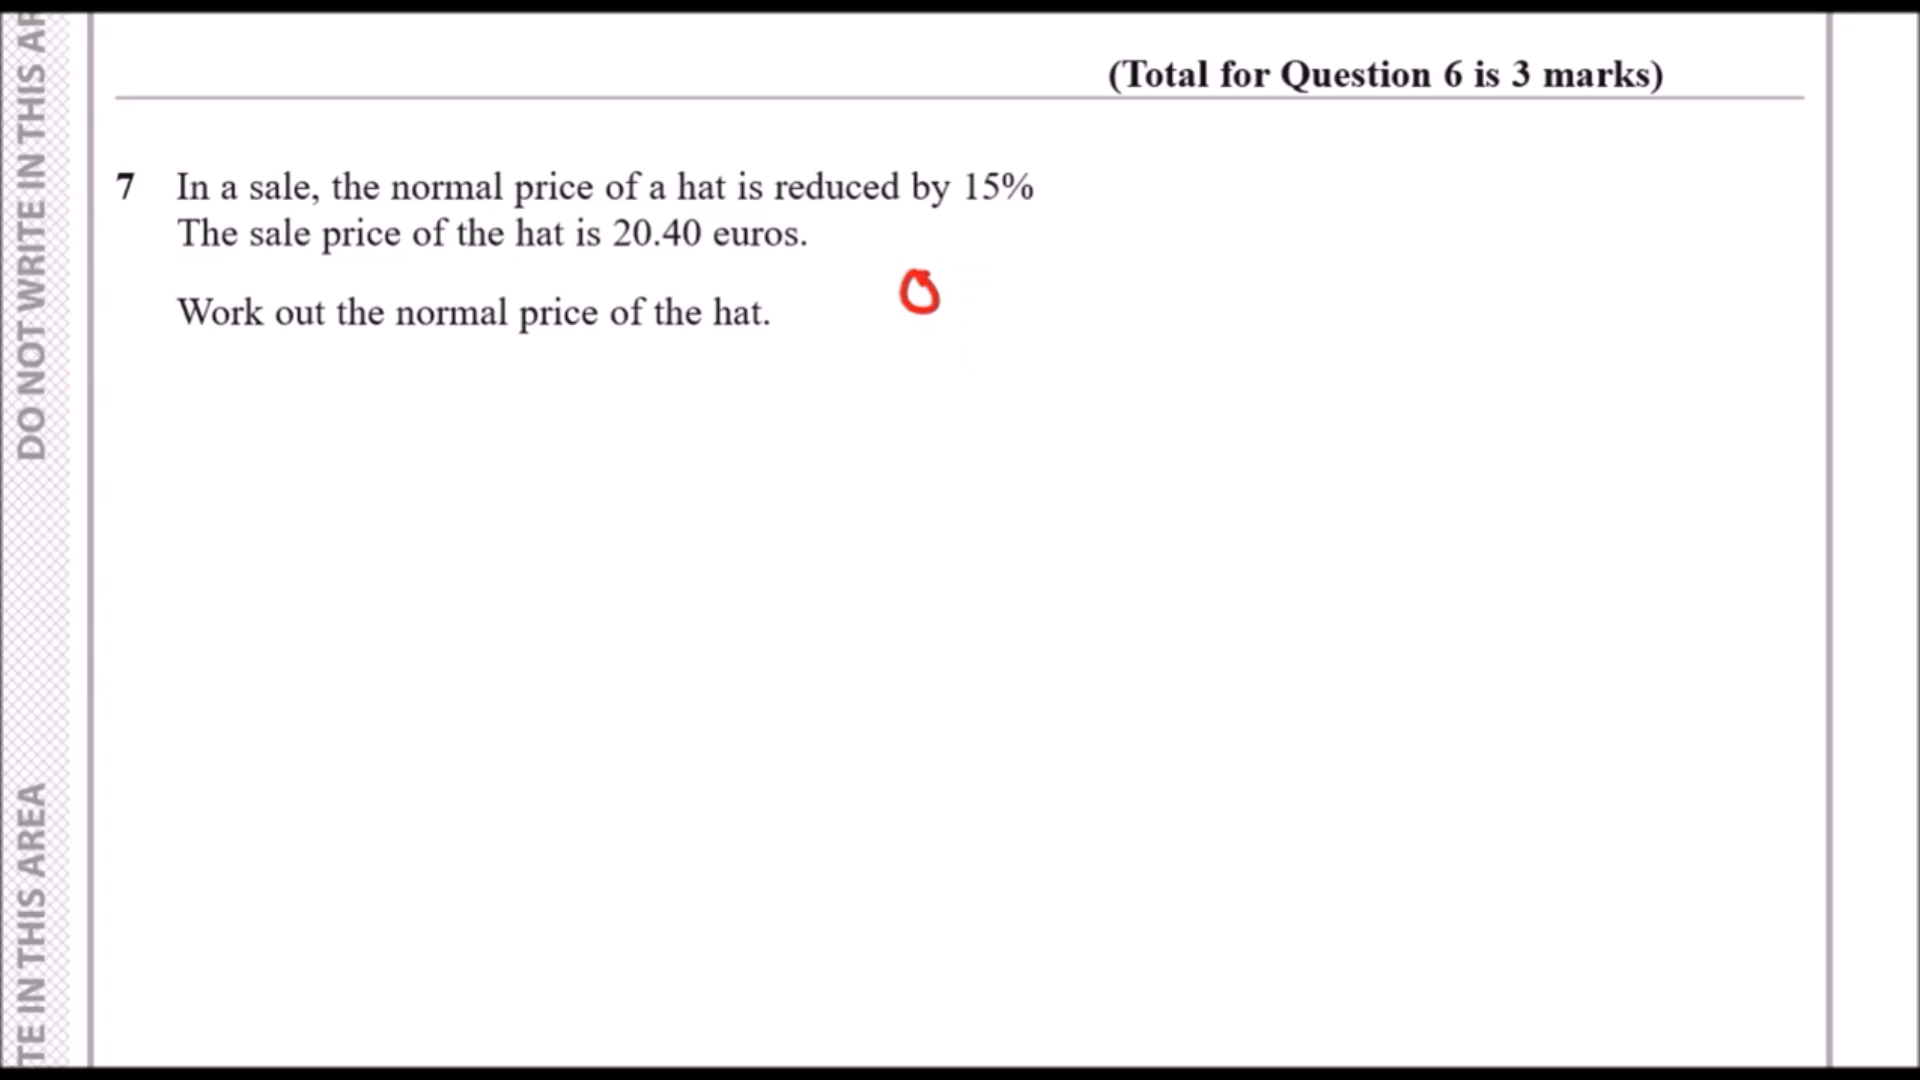 DO NOT WRITE IN THIS AR
TE IN THIS AREA
(Total for Question 6 is 3 marks)
7 In a sale, the normal price of a hat is reduced by 15%
The sale price of the hat is 20.40 euros.
0
Work out the normal price of the hat.